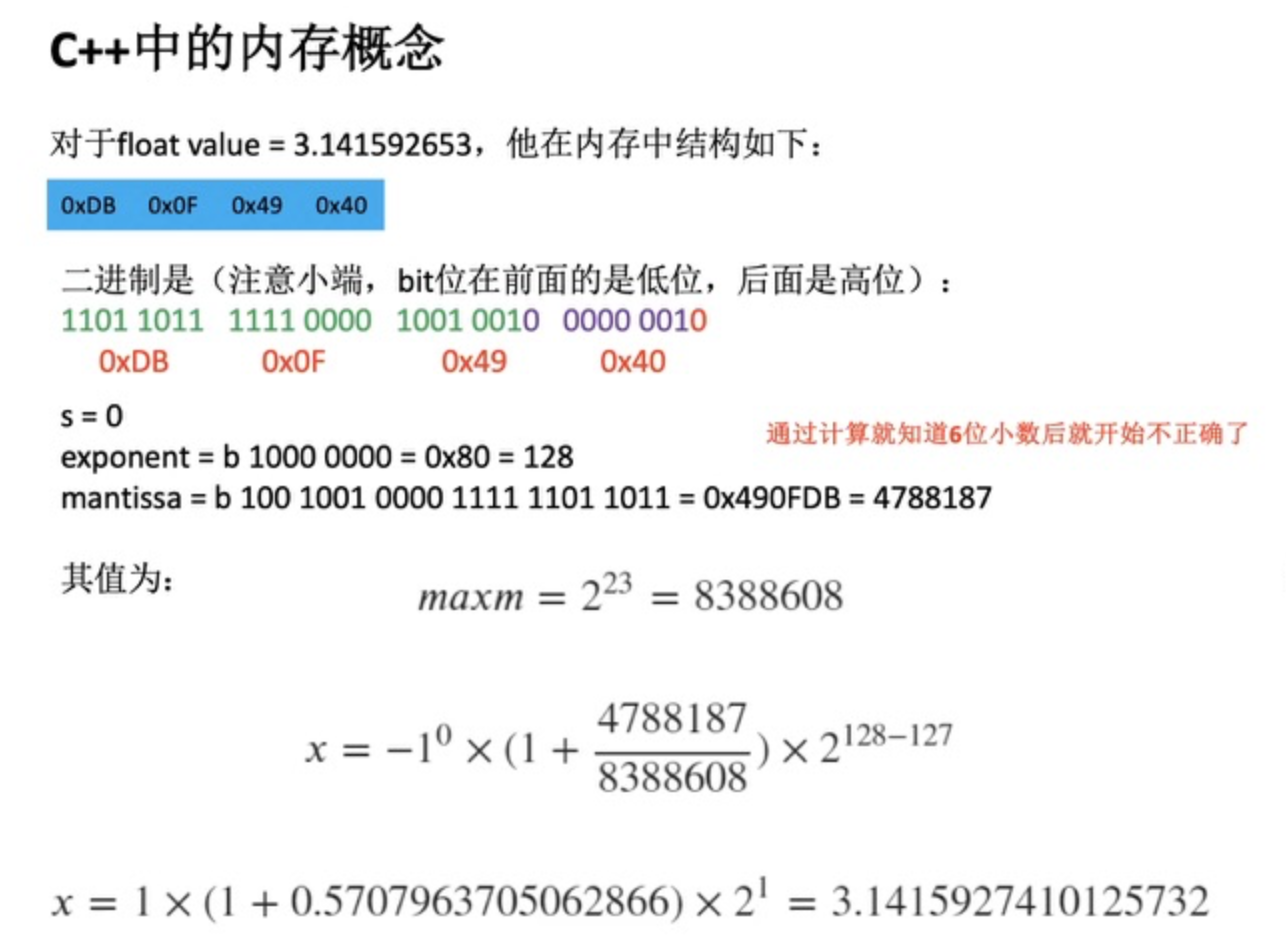 C++中的内存概念
对于float value = 3.141592653，他在内存中结构如下：
0xDB 0x0F 0x49 0x40
二进制是（注意小端，bit位在前面的是低位，后面是高位）：
1101 1011 1111 0000 1001 0010 0000 0010
0xDB 0x0F 0x49 0x40
s = 0
通过计算就知道6位小数后就开始不正确了
exponent = b 1000 0000 = 0x80 = 128
mantissa = b 100 1001 0000 1111 1101 1011 = 0x490FDB = 4788187
其值为：
maxm = 2^23 = 8388608
x = −1^0 × (1 + 4788187/8388608) × 2^128−127
x = 1 × (1 + 0.5707963705062866) × 2^1 = 3.1415927410125732